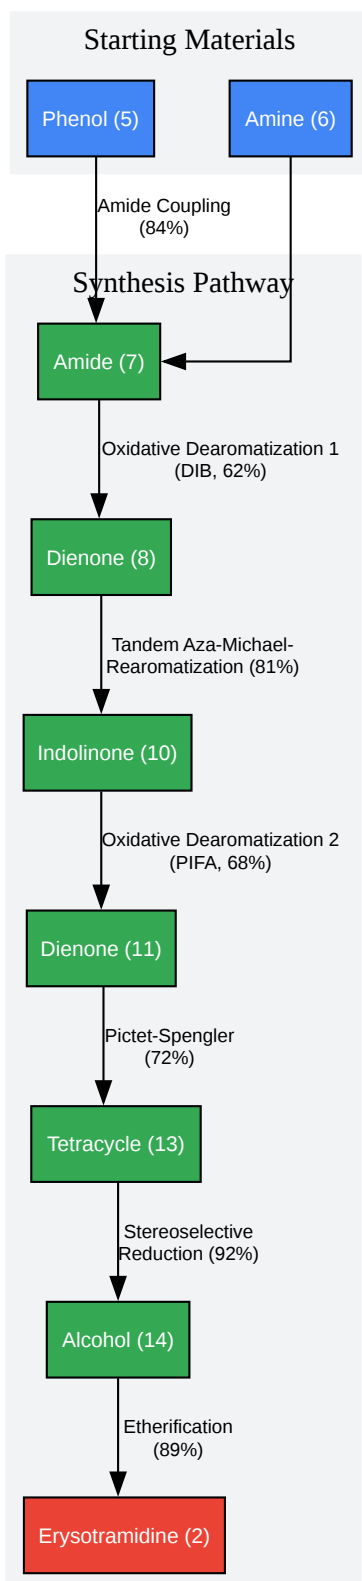 Starting Materials
Phenol (5)
Amine (6)
Amide Coupling
(84%)
Synthesis Pathway
Amide (7)
Oxidative Dearomatization 1
(DIB, 62%)
Dienone (8)
Tandem Aza-Michael-
Rearomatization (81%)
Indolinone (10)
Oxidative Dearomatization 2
(PIFA, 68%)
Dienone (11)
Pictet-Spengler
(72%)
Tetracycle (13)
Stereoselective
Reduction (92%)
Alcohol (14)
Etherification
(89%)
Erysotramidine (2)